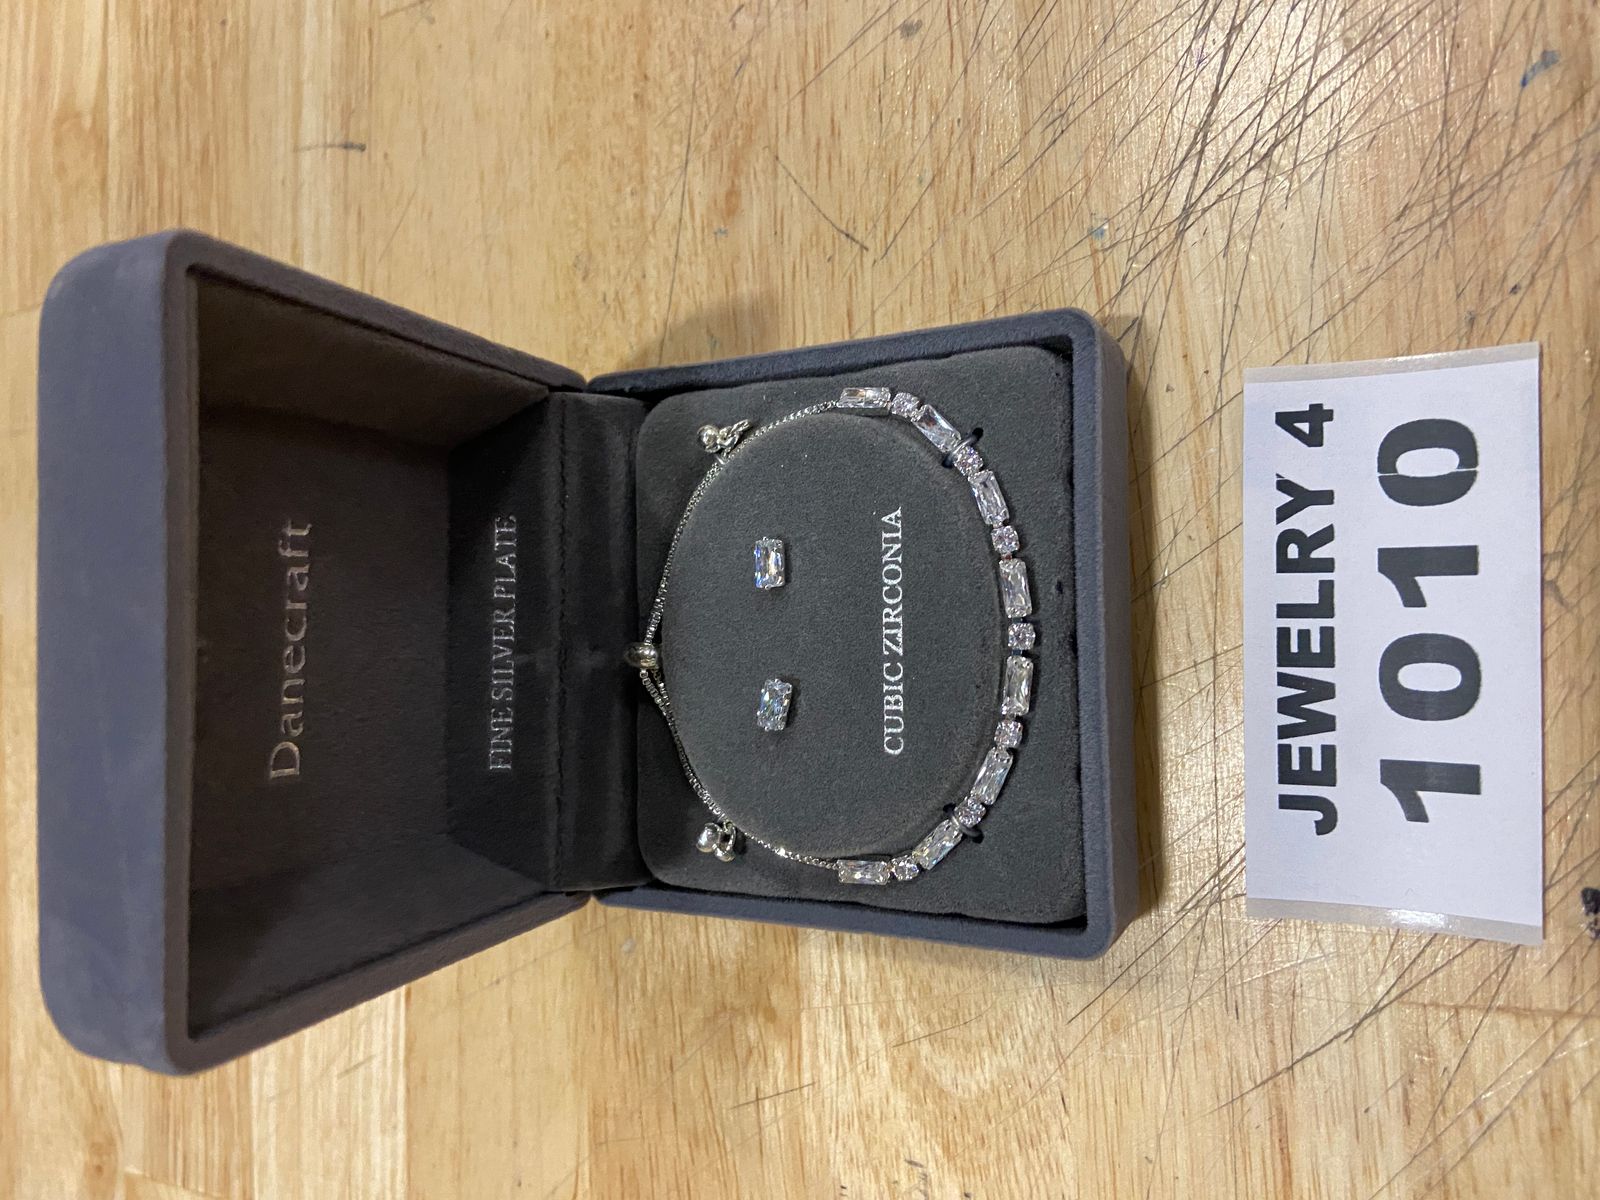 Danecraft
FINE SILVER PLATE
CUBIC ZIRCONIA
JEWELRY 4
1010